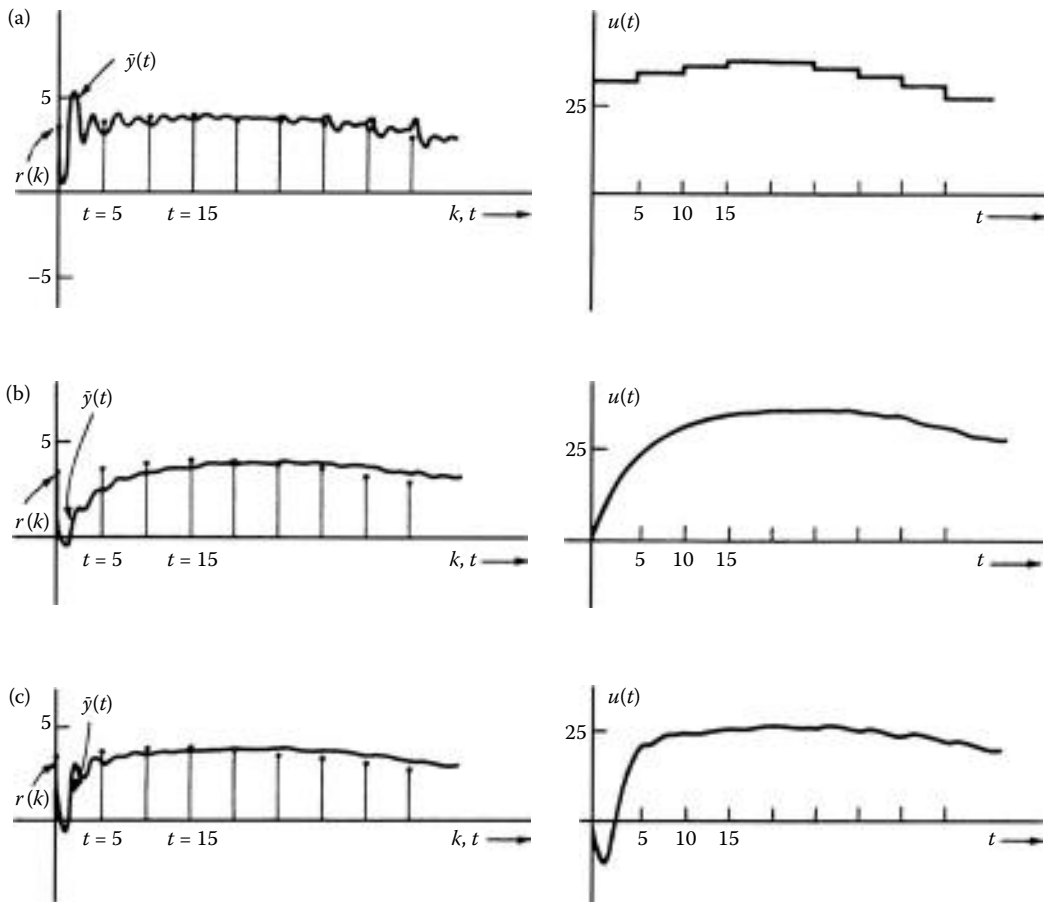 (a)
ȳ(t)
5
r(k)
t = 5 t = 15 k, t
−5
u(t)
25
5 10 15 t
(b)
ȳ(t)
5
r(k)
t = 5 t = 15 k, t
u(t)
25
5 10 15 t
(c)
ȳ(t)
5
r(k)
t = 5 t = 15 k, t
u(t)
25
5 10 15 t